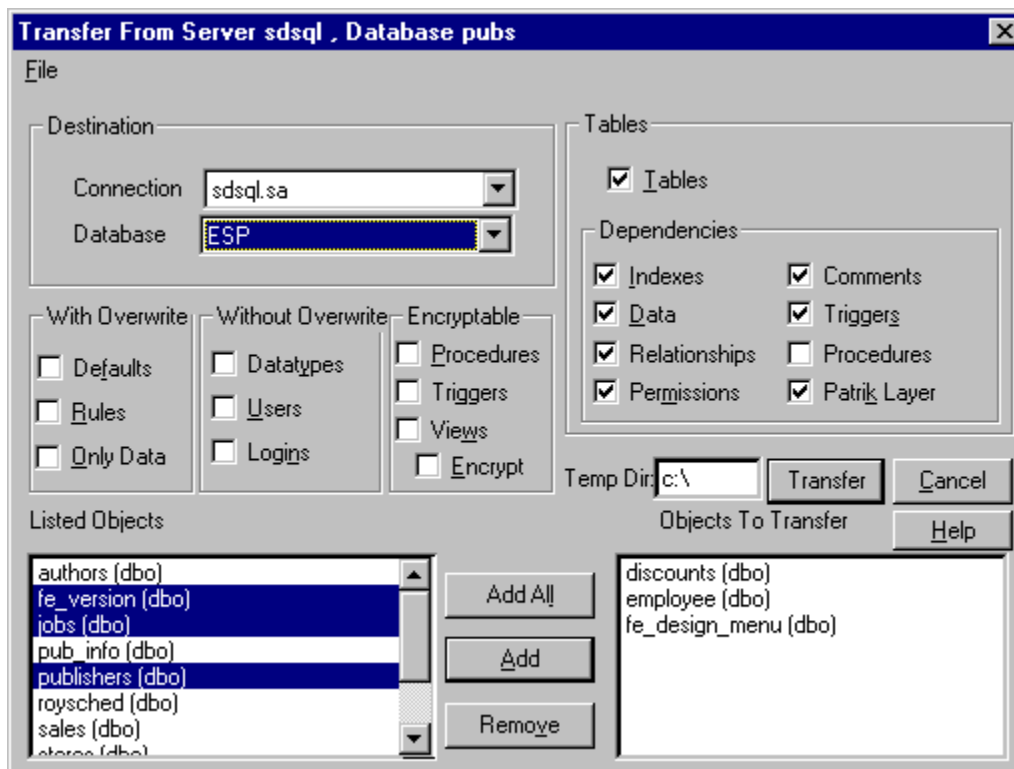 Transfer From Server sdsql , Database pubs
File
Destination
Connection sdsql.sa
Database ESP
Tables
Tables
Dependencies
Indexes Comments
Data Triggers
Relationships Procedures
Permissions Patrik Layer
With Overwrite
Defaults
Rules
Only Data
Without Overwrite
Datatypes
Users
Logins
Encryptable
Procedures
Triggers
Views
Encrypt
Temp Dir: c:\ Transfer Cancel
Help
Listed Objects
authors (dbo)
fe_version (dbo)
jobs (dbo)
pub_info (dbo)
publishers (dbo)
roysched (dbo)
sales (dbo)
stores (dbo)
Add All
Add
Remove
Objects To Transfer
discounts (dbo)
employee (dbo)
fe_design_menu (dbo)